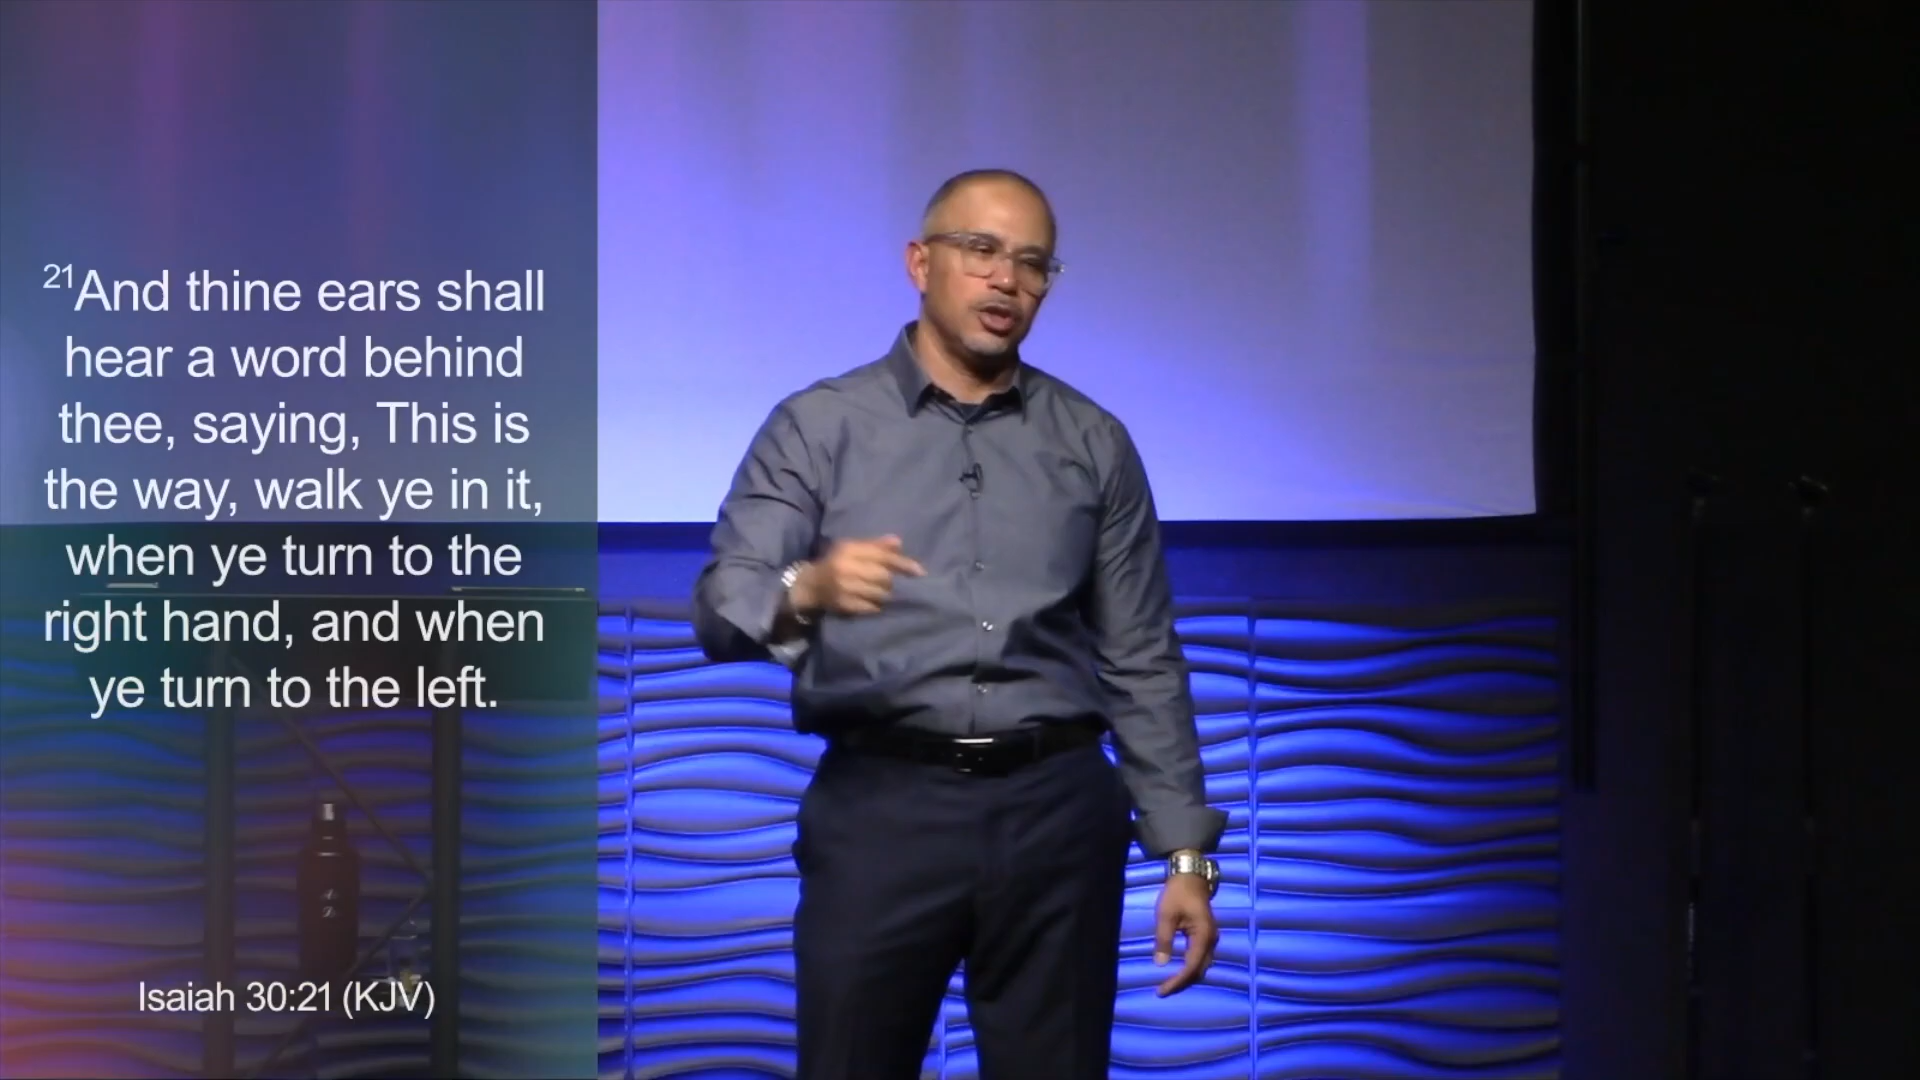 21And thine ears shall
hear a word behind
thee, saying, This is
the way, walk ye in it,
when ye turn to the
right hand, and when
ye turn to the left.
Isaiah 30:21 (KJV)